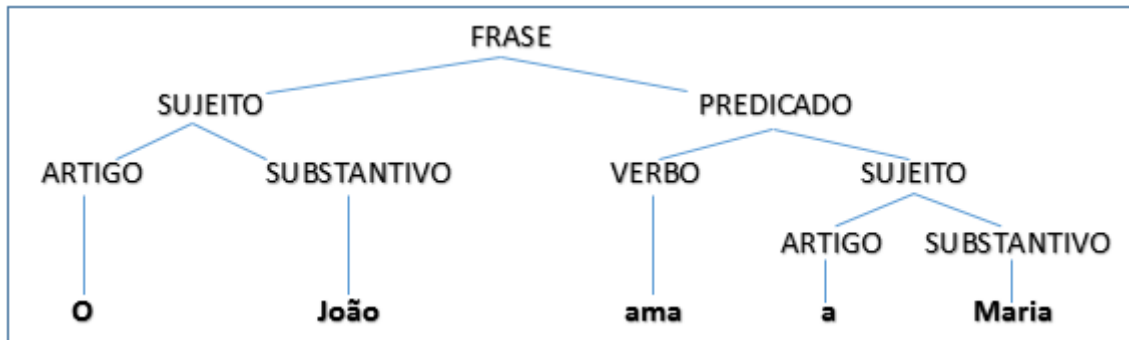 FRASE
SUJEITO PREDICADO
ARTIGO SUBSTANTIVO VERBO SUJEITO
ARTIGO SUBSTANTIVO
O João ama a Maria